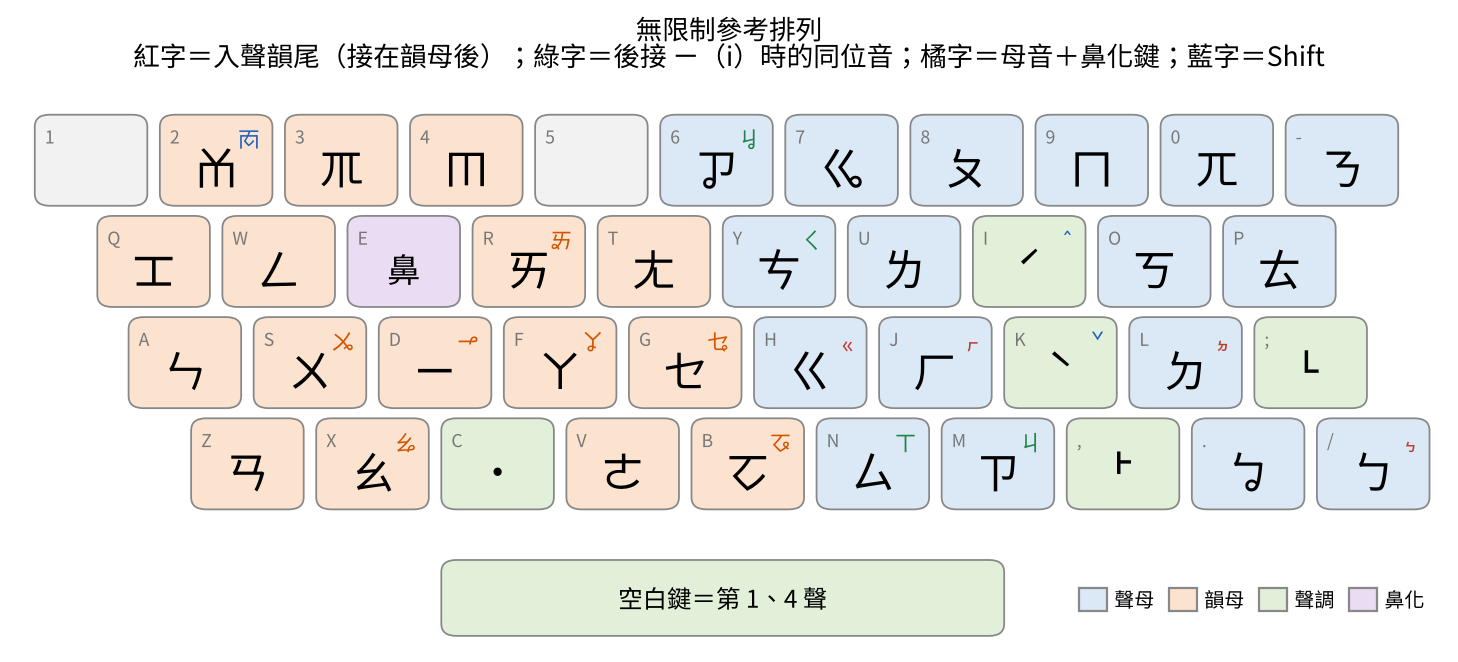 無限制參考排列
紅字＝入聲韻尾（接在韻母後）；綠字＝後接 ㄧ（i）時的同位音；橘字＝母音＋鼻化鍵；藍字＝Shift
1 2 ㆯ ㆬ 3 ㄫ 4 ㆬ 5 6 ㆡ ㆢ 7 ㆣ 8 ㄆ 9 ㄇ 0 ㄫ - ㄋ
Q ㆤ W ㄥ E 鼻 R ㄞ ㆮ T ㄤ Y ㄘ ㄑ U ㄌ I ˊ ˆ O ㄎ P ㄊ
A ㄣ S ㄨ ㆫ D ㄧ ㆪ F ㄚ ㆩ G ㆤ ㆥ H ㄍ ㆻ J ㄏ ㆷ K ˋ ˇ L ㄉ ㆵ ; ˪
Z ㄢ X ㄠ ㆯ C ˙ V ㄜ B ㆦ ㆧ N ㄙ ㄒ M ㄗ ㄐ , ˫ . ㆠ / ㄅ ㆴ
空白鍵＝第 1、4 聲
聲母 韻母 聲調 鼻化